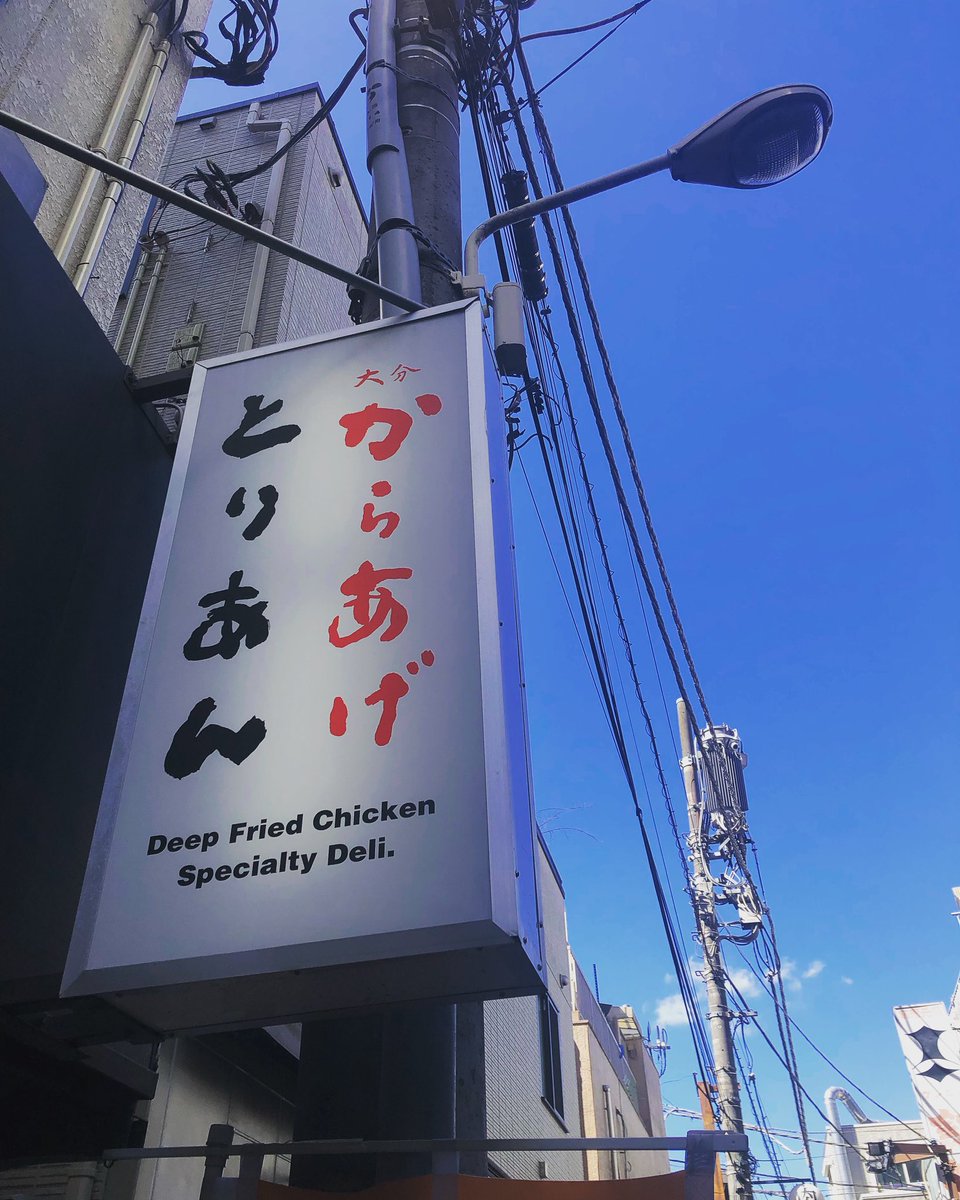 大分
からあげ
とりあん
Deep Fried Chicken
Specialty Deli.